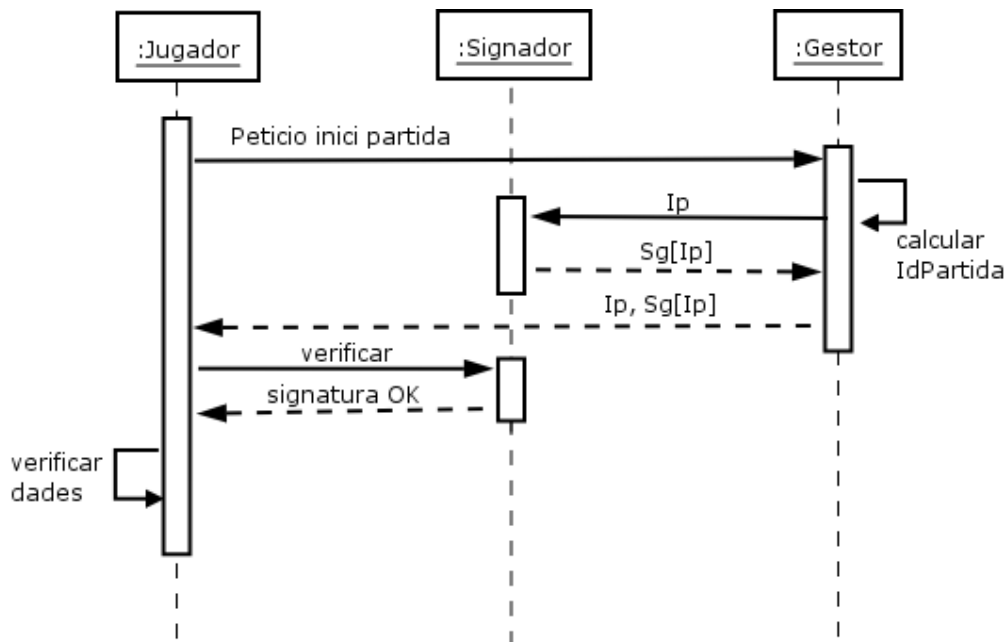 :Jugador
:Signador
:Gestor
Peticio inici partida
Ip
calcular
IdPartida
Sg[Ip]
Ip, Sg[Ip]
verificar
signatura OK
verificar
dades